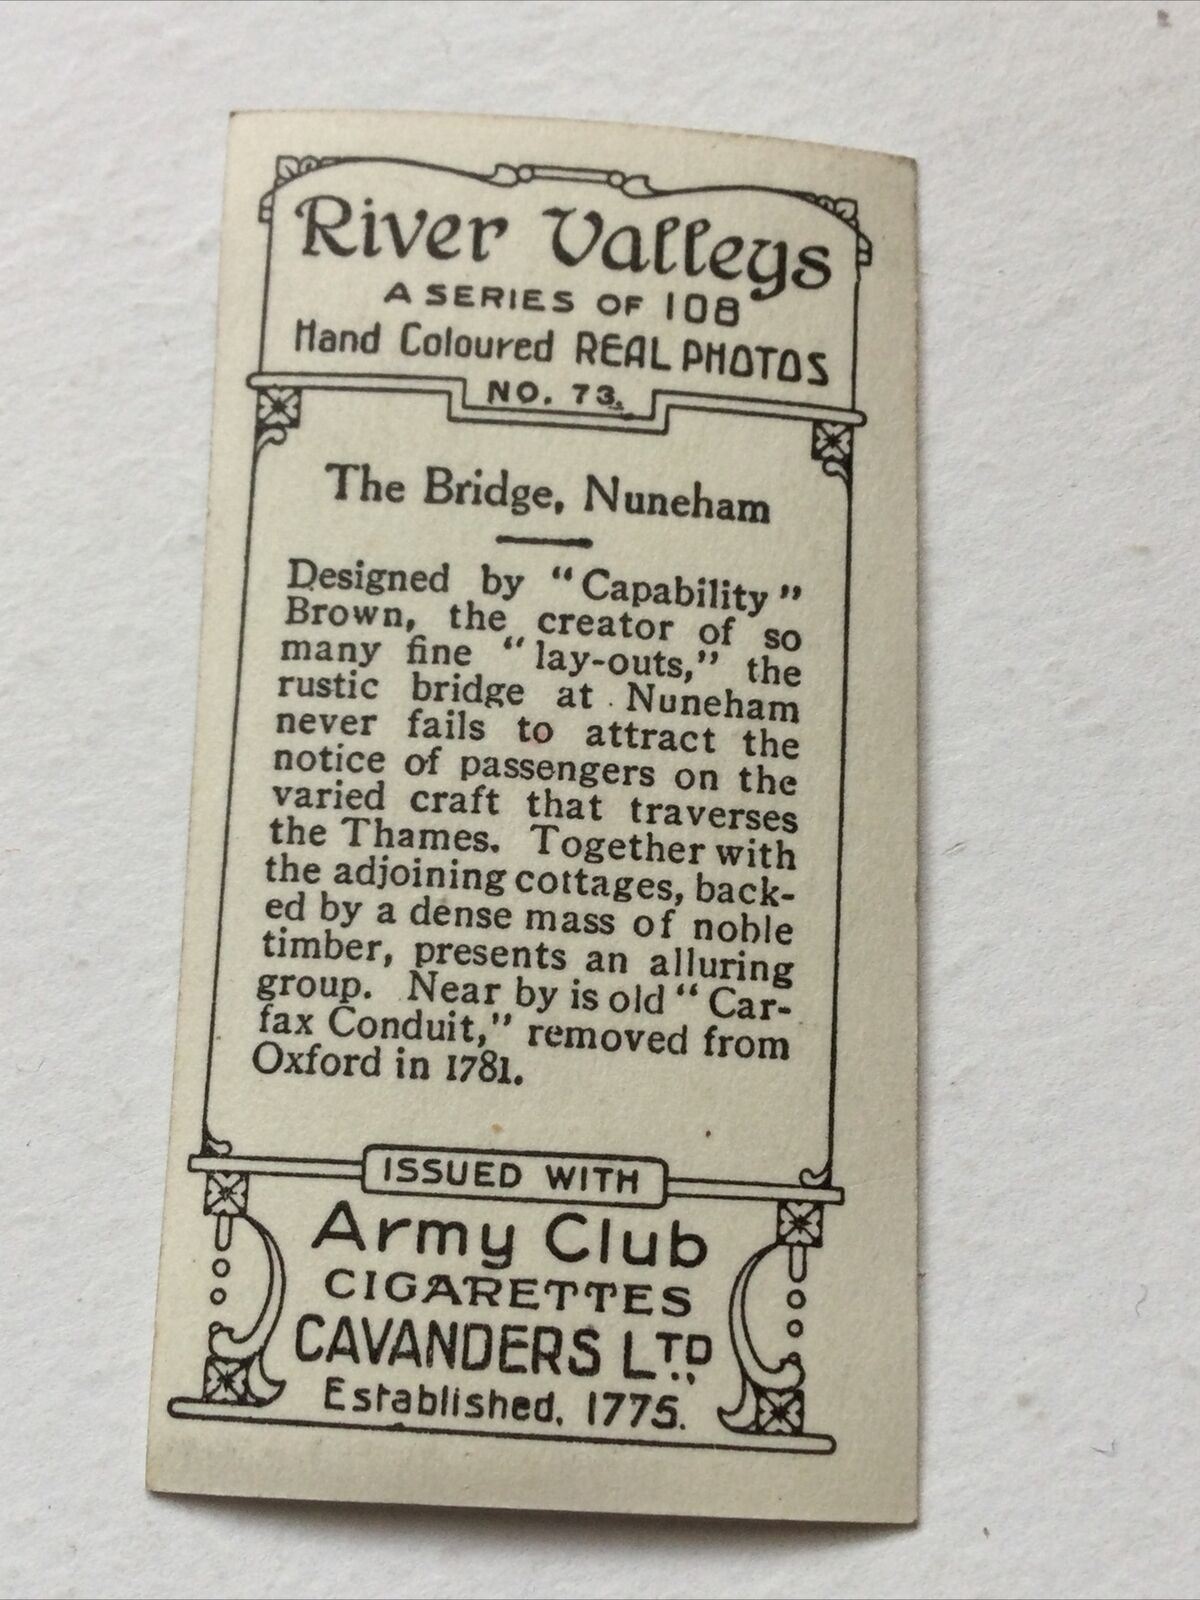 River Valleys
A SERIES OF 108
Hand Coloured REAL PHOTOS
NO. 73.
The Bridge, Nuneham
Designed by "Capability"
Brown, the creator of so
many fine "lay-outs," the
rustic bridge at Nuneham
never fails to attract the
notice of passengers on the
varied craft that traverses
the Thames. Together with
the adjoining cottages, back-
ed by a dense mass of noble
timber, presents an alluring
group. Near by is old "Car-
fax Conduit," removed from
Oxford in 1781.
ISSUED WITH
Army Club
CIGARETTES
CAVANDERS LTD
Established, 1775.